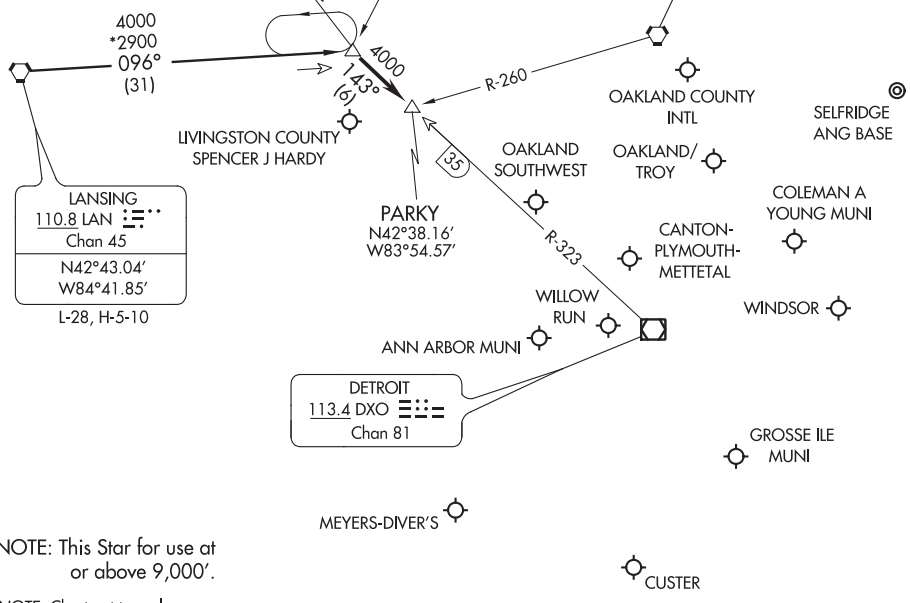 4000
*2900
096°
(31)
4000
143°
(6)
R-260
OAKLAND COUNTY
INTL
SELFRIDGE
ANG BASE
LIVINGSTON COUNTY
SPENCER J HARDY
OAKLAND
SOUTHWEST
OAKLAND/
TROY
35
LANSING
110.8 LAN
Chan 45
N42°43.04'
W84°41.85'
L-28, H-5-10
PARKY
N42°38.16'
W83°54.57'
COLEMAN A
YOUNG MUNI
R-323
CANTON-
PLYMOUTH-
METTETAL
WILLOW
RUN
WINDSOR
ANN ARBOR MUNI
DETROIT
113.4 DXO
Chan 81
GROSSE ILE
MUNI
MEYERS-DIVER'S
NOTE: This Star for use at
or above 9,000'.
CUSTER